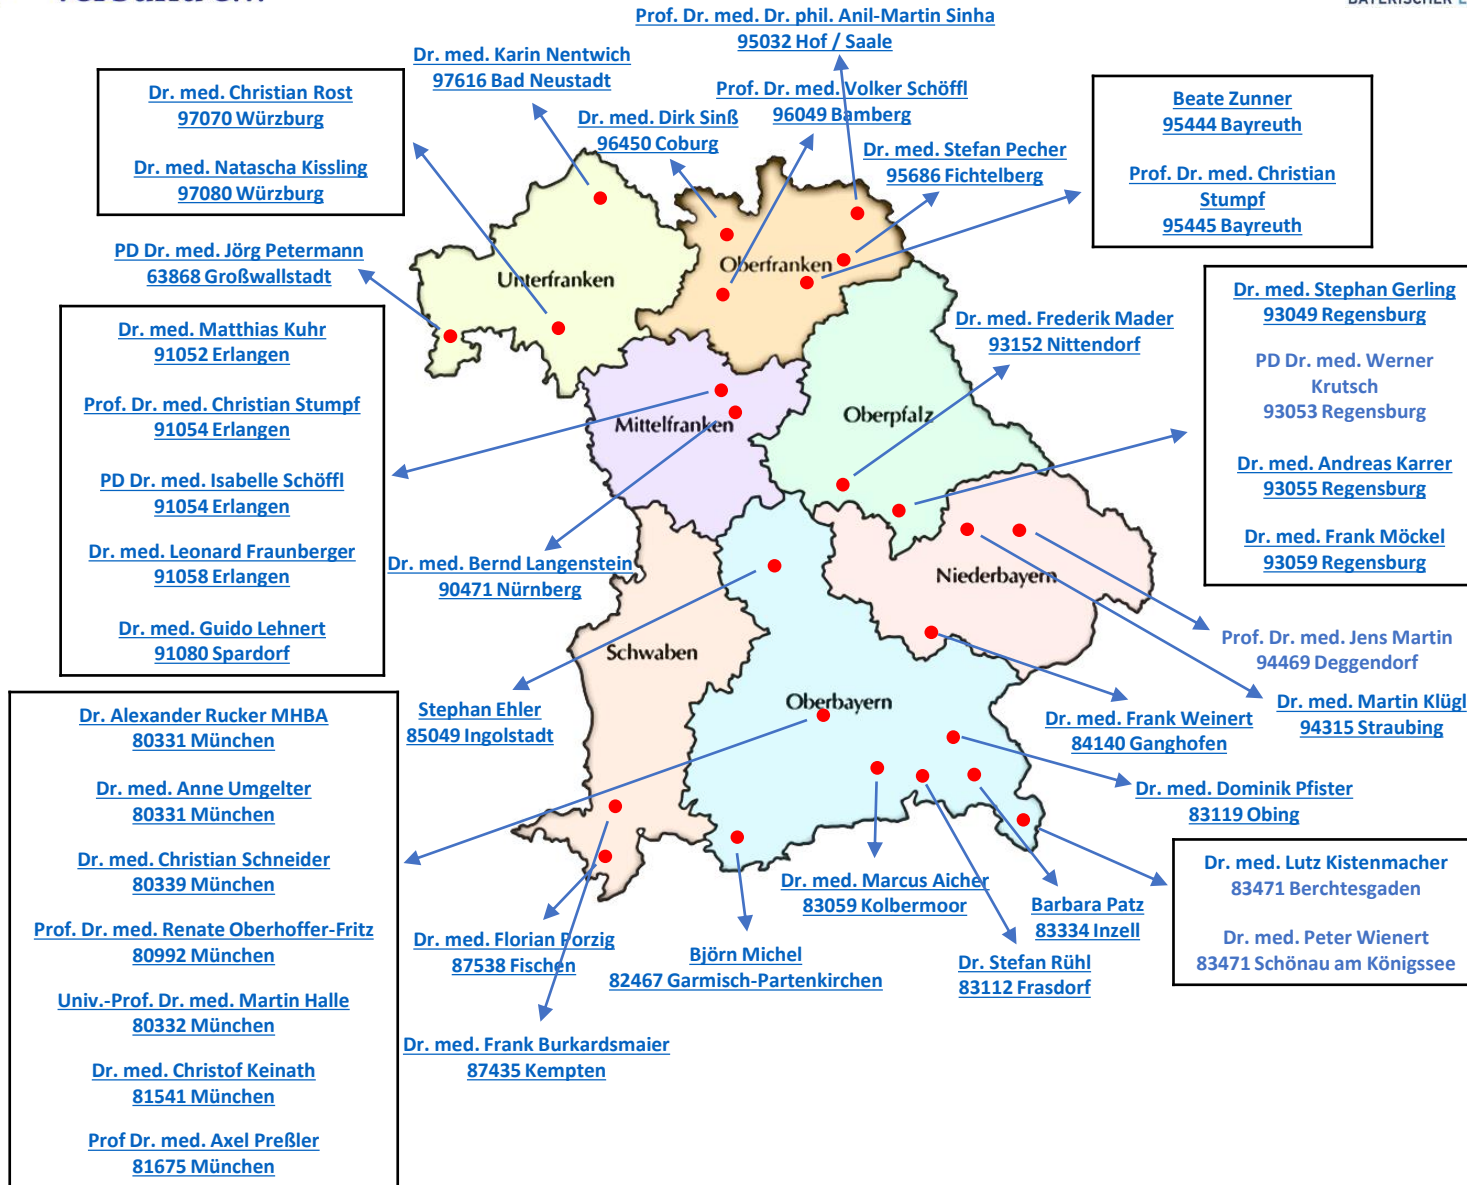 Prof. Dr. med. Dr. phil. Anil-Martin Sinha
95032 Hof / Saale
Dr. med. Karin Nentwich
97616 Bad Neustadt
Prof. Dr. med. Volker Schöffl
96049 Bamberg
Dr. med. Dirk Sinß
96450 Coburg
Dr. med. Stefan Pecher
95686 Fichtelberg
Dr. med. Christian Rost
97070 Würzburg
Dr. med. Natascha Kissling
97080 Würzburg
Beate Zunner
95444 Bayreuth
Prof. Dr. med. Christian
Stumpf
95445 Bayreuth
PD Dr. med. Jörg Petermann
63868 Großwallstadt
Unterfranken
Oberfranken
Dr. med. Matthias Kuhr
91052 Erlangen
Prof. Dr. med. Christian Stumpf
91054 Erlangen
PD Dr. med. Isabelle Schöffl
91054 Erlangen
Dr. med. Leonard Fraunberger
91058 Erlangen
Dr. med. Guido Lehnert
91080 Spardorf
Dr. med. Frederik Mader
93152 Nittendorf
Dr. med. Stephan Gerling
93049 Regensburg
PD Dr. med. Werner
Krutsch
93053 Regensburg
Dr. med. Andreas Karrer
93055 Regensburg
Dr. med. Frank Möckel
93059 Regensburg
Mittelfranken
Oberpfalz
Dr. med. Bernd Langenstein
90471 Nürnberg
Niederbayern
Schwaben
Prof. Dr. med. Jens Martin
94469 Deggendorf
Oberbayern
Stephan Ehler
85049 Ingolstadt
Dr. med. Frank Weinert
84140 Ganghofen
Dr. med. Martin Klügl
94315 Straubing
Dr. med. Dominik Pfister
83119 Obing
Dr. Alexander Rucker MHBA
80331 München
Dr. med. Anne Umgelter
80331 München
Dr. med. Christian Schneider
80339 München
Prof. Dr. med. Renate Oberhoffer-Fritz
80992 München
Univ.-Prof. Dr. med. Martin Halle
80332 München
Dr. med. Christof Keinath
81541 München
Prof Dr. med. Axel Preßler
81675 München
Dr. med. Lutz Kistenmacher
83471 Berchtesgaden
Dr. med. Peter Wienert
83471 Schönau am Königssee
Dr. med. Marcus Aicher
83059 Kolbermoor
Barbara Patz
83334 Inzell
Dr. med. Florian Porzig
87538 Fischen
Björn Michel
82467 Garmisch-Partenkirchen
Dr. Stefan Rühl
83112 Frasdorf
Dr. med. Frank Burkardsmaier
87435 Kempten